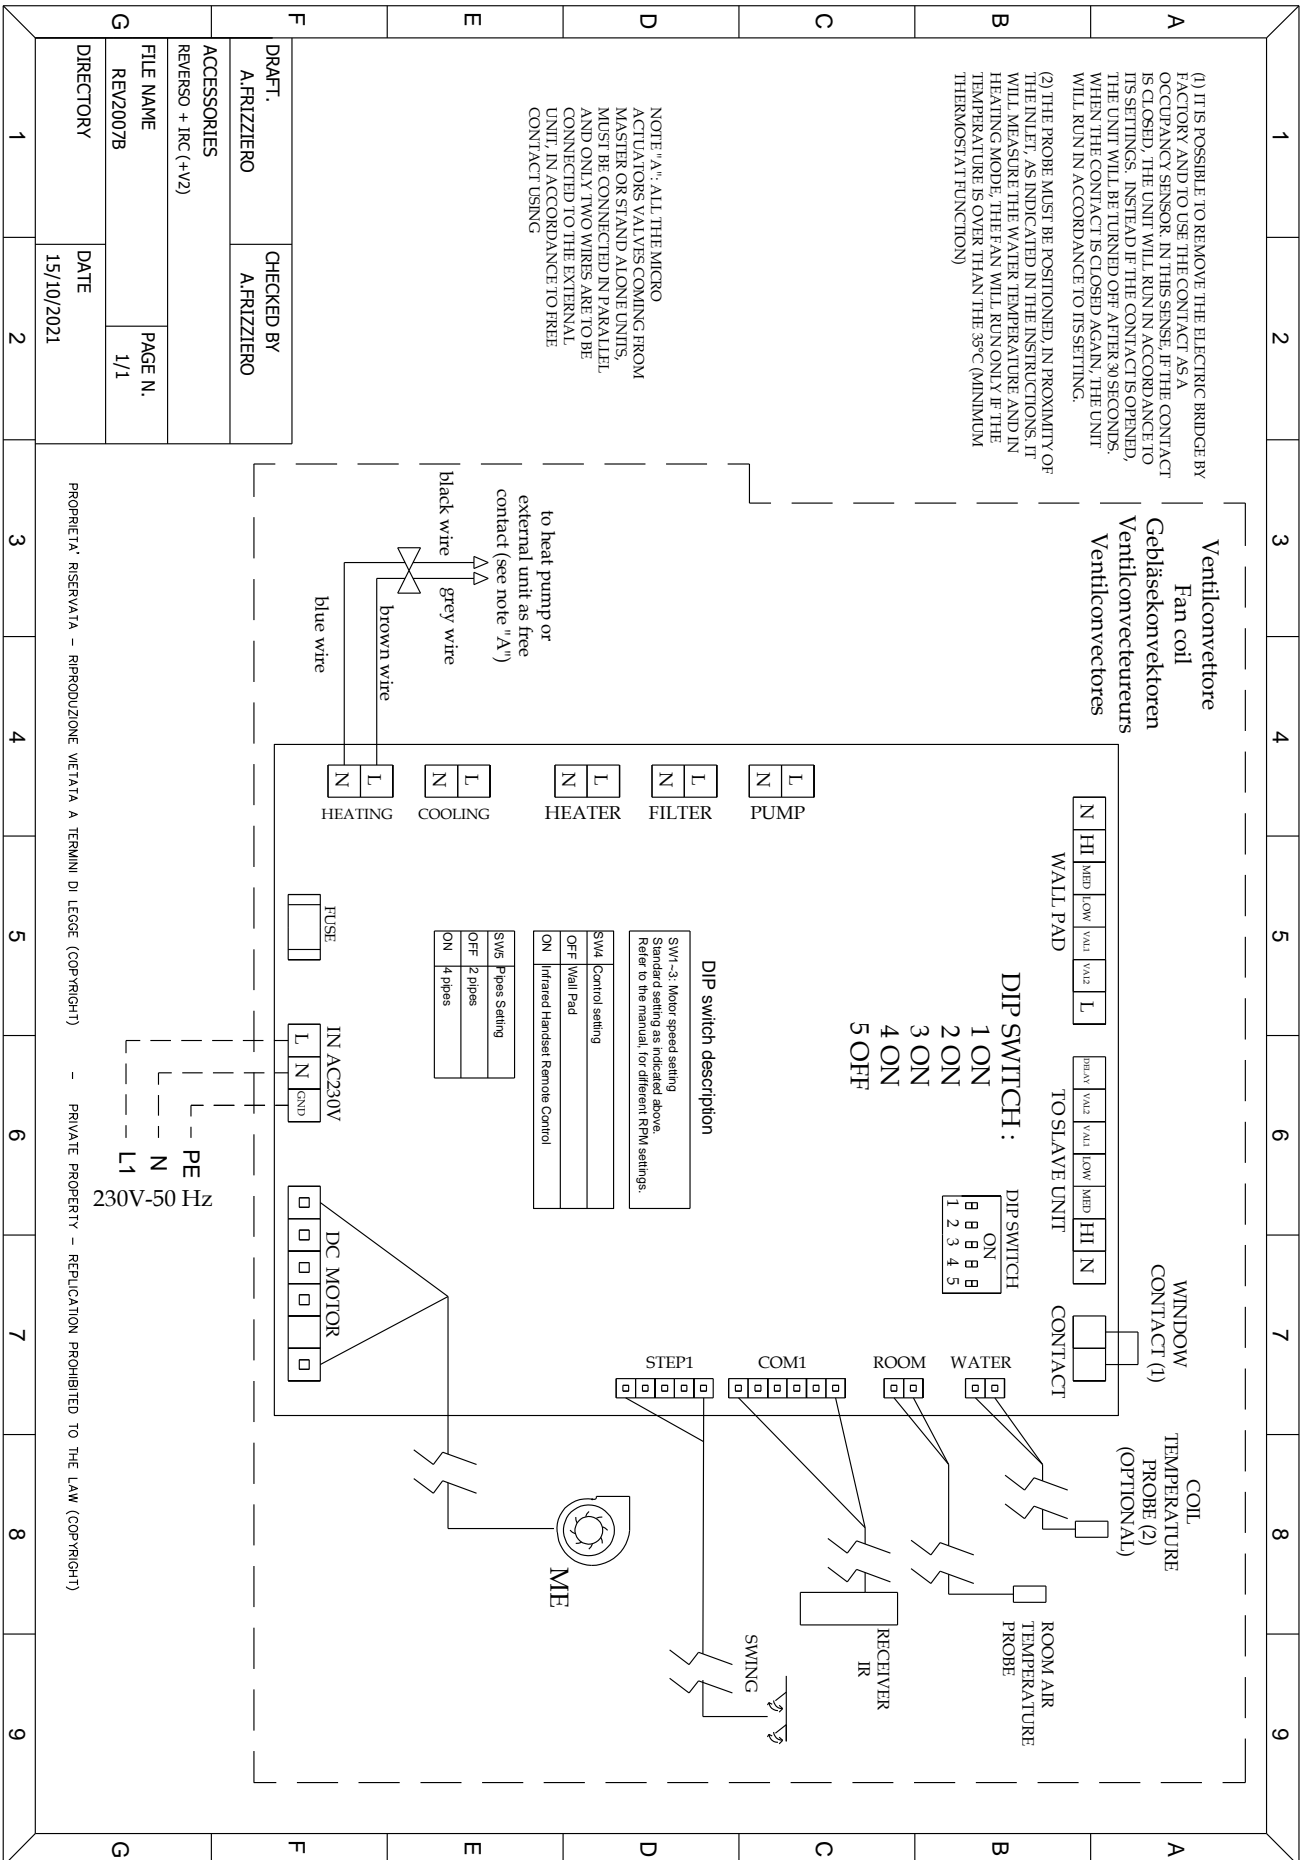 1
2
3
4
5
6
7
8
9
A
B
C
D
E
F
G
(1) IT IS POSSIBLE TO REMOVE THE ELECTRIC BRIDGE BY
FACTORY AND TO USE THE CONTACT AS A
OCCUPANCY SENSOR. IN THIS SENSE, IF THE CONTACT
IS CLOSED, THE UNIT WILL RUN IN ACCORDANCE TO
ITS SETTINGS. INSTEAD IF THE CONTACT IS OPENED,
THE UNIT WILL BE TURNED OFF AFTER 30 SECONDS.
WHEN THE CONTACT IS CLOSED AGAIN, THE UNIT
WILL RUN IN ACCORDANCE TO ITS SETTING.
(2) THE PROBE MUST BE POSITIONED, IN PROXIMITY OF
THE INLET, AS INDICATED IN THE INSTRUCTIONS. IT
WILL MEASURE THE WATER TEMPERATURE AND IN
HEATING MODE, THE FAN WILL RUN ONLY IF THE
TEMPERATURE IS OVER THAN THE 35°C (MINIMUM
THERMOSTAT FUNCTION)
NOTE "A": ALL THE MICRO
ACTUATORS VALVES COMING FROM
MASTER OR STAND ALONE UNITS,
MUST BE CONNECTED IN PARALLEL
AND ONLY TWO WIRES ARE TO BE
CONNECTED TO THE EXTERNAL
UNIT, IN ACCORDANCE TO FREE
CONTACT USING
Ventilconvettore
Fan coil
Gebläsekonvektoren
Ventilconvecteureurs
Ventilconvectores
WINDOW
CONTACT (1)
COIL
TEMPERATURE
PROBE (2)
(OPTIONAL)
N HI MED LOW VAL1 VAL2 L
WALL PAD
DELAY VAL2 VAL1 LOW MED HI N
TO SLAVE UNIT
CONTACT
DIP SWITCH :
1 ON
2 ON
3 ON
4 ON
5 OFF
DIP SWITCH
ON
1 2 3 4 5
WATER
ROOM
COM1
STEP1
ROOM AIR
TEMPERATURE
PROBE
RECEIVER
IR
SWING
ME
L
N
PUMP
L
N
FILTER
L
N
HEATER
L
N
COOLING
L
N
HEATING
to heat pump or
external unit as free
contact (see note "A")
black wire
grey wire
brown wire
blue wire
DIP switch description
SW1~3: Motor speed setting
Standard setting as indicated above.
Refer to the manual, for different RPM settings.
SW4 Control setting
OFF Wall Pad
ON Infrared Handset Remote Control
SW5 Pipes Setting
OFF 2 pipes
ON 4 pipes
FUSE
IN AC230V
L N GND
DC MOTOR
PE
N
L1
230V-50 Hz
DRAFT.
A.FRIZZIERO
CHECKED BY
A.FRIZZIERO
ACCESSORIES
REVERSO + IRC (+V2)
FILE NAME
REV2007B
PAGE N.
1/1
DIRECTORY
DATE
15/10/2021
PROPRIETA' RISERVATA - RIPRODUZIONE VIETATA A TERMINI DI LEGGE (COPYRIGHT) - PRIVATE PROPERTY - REPLICATION PROHIBITED TO THE LAW (COPYRIGHT)
A
B
C
D
E
F
G
1
2
3
4
5
6
7
8
9